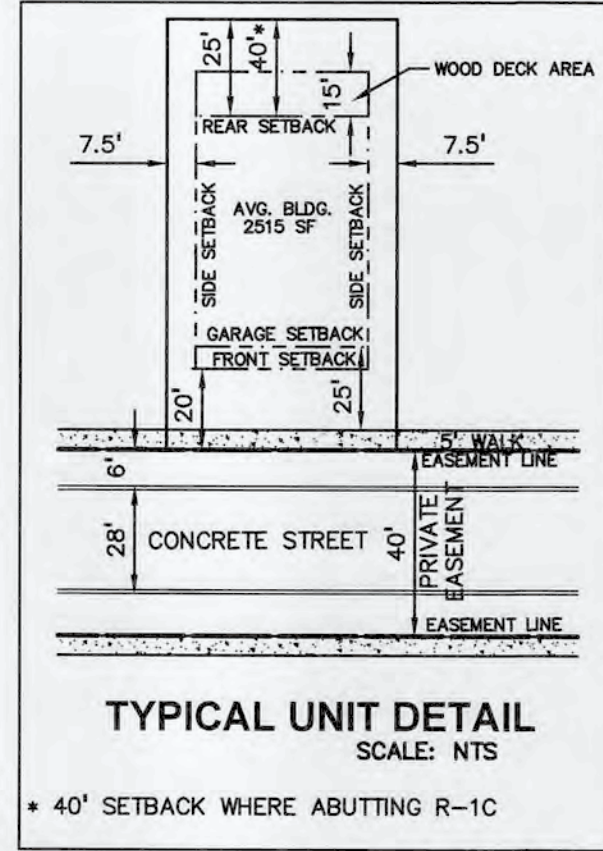 25'
40'*
WOOD DECK AREA
15'
REAR SETBACK
7.5'
7.5'
AVG. BLDG.
2515 SF
SIDE SETBACK
SIDE SETBACK
GARAGE SETBACK
FRONT SETBACK
20'
25'
5' WALK
EASEMENT LINE
6'
28'
CONCRETE STREET
40'
PRIVATE
EASEMENT
EASEMENT LINE
TYPICAL UNIT DETAIL
SCALE: NTS
* 40' SETBACK WHERE ABUTTING R-1C